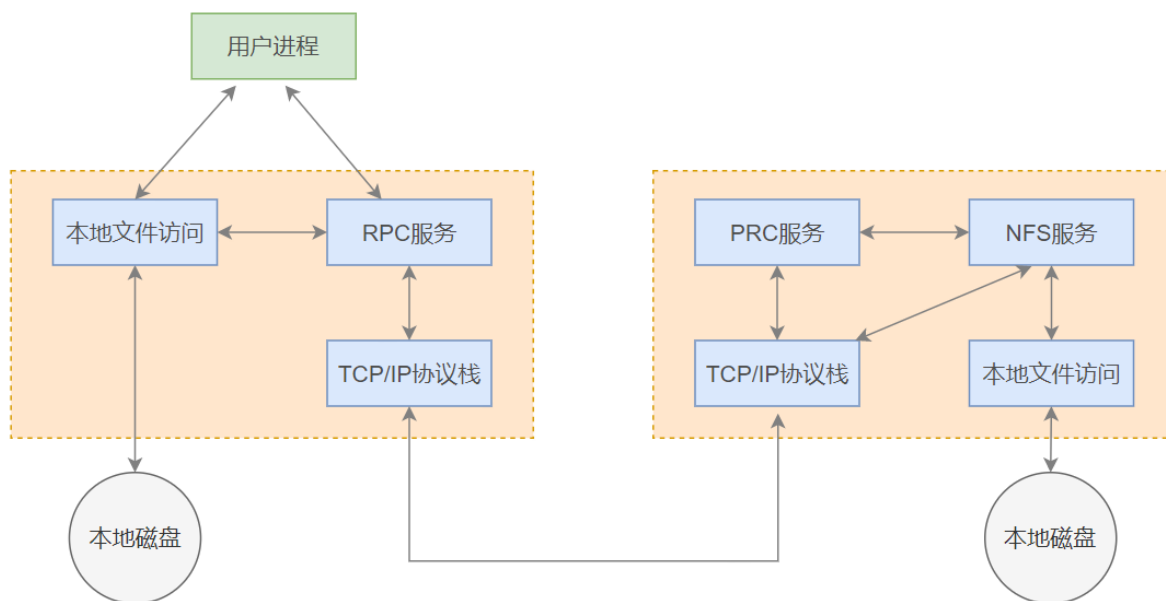 用户进程
本地文件访问
RPC服务
TCP/IP协议栈
本地磁盘
PRC服务
NFS服务
TCP/IP协议栈
本地文件访问
本地磁盘